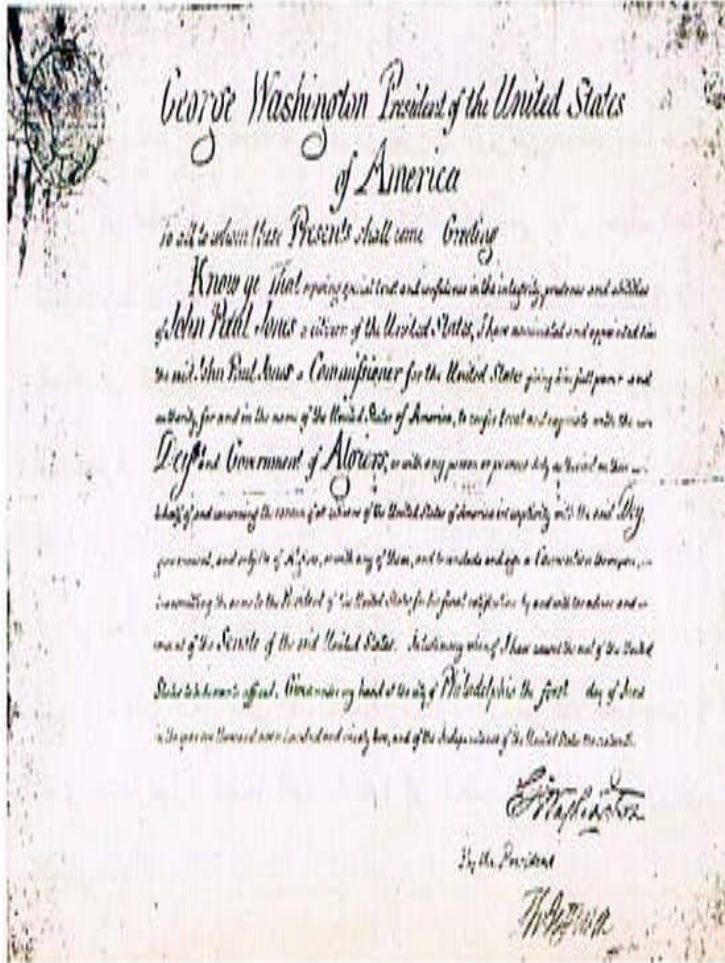 George Washington President of the United States
of America
To all to whom these Presents shall come Greeting
Know ye That reposing special trust and confidence in the integrity prudence and abilities
of John Paul Jones a citizen of the United States, I have nominated and appointed him
the said John Paul Jones a Commissioner for the United States giving him full power and
authority, for and in the name of the United States of America, to confer treat and negotiate with the
Dey and Government of Algiers, or with any person or persons duly authorised on their
behalf, of and concerning the ransom of citizens of the United States of America in captivity with the said Dey,
government, and subjects of Algiers, or with any of them, and to conclude and sign a Convention thereupon,
transmitting the same to the President of the United States for his final ratification by and with the advice and
of the Senate of the said United States. In testimony whereof I have caused the seal of the United
States to be hereunto affixed. Given under my hand at the city of Philadelphia the first day of June
in the year one thousand seven hundred and ninety two, and of the Independence of the United States the sixteenth.
G Washington
By the President
Th Jefferson